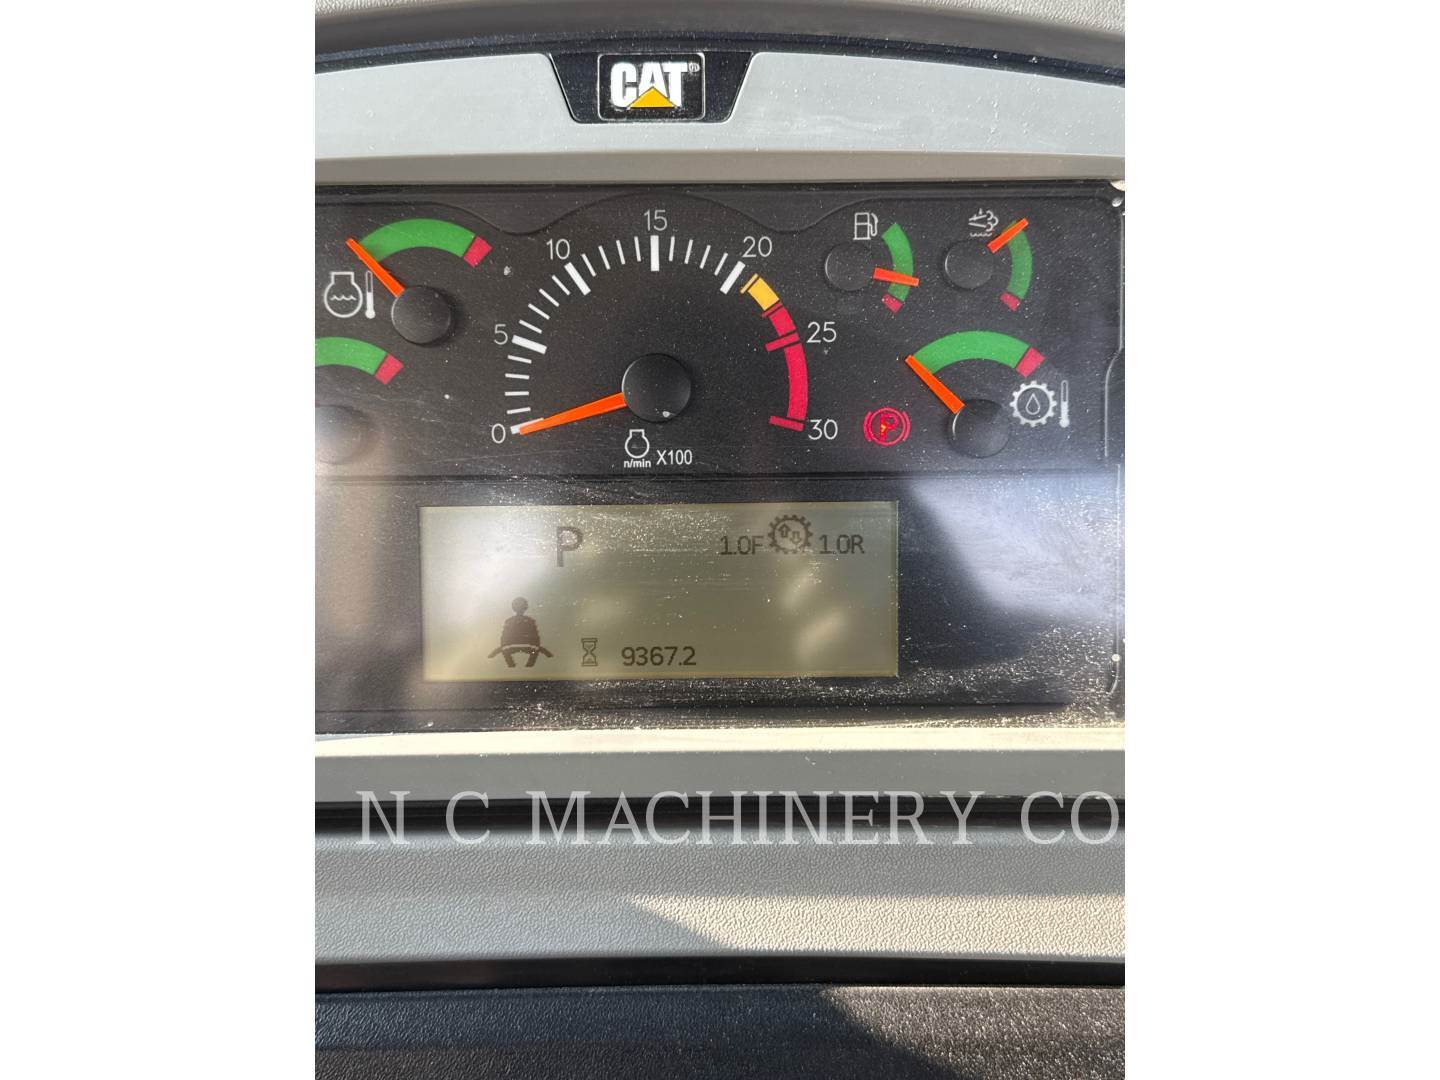 CAT
15
10
20
5
25
0
30
n/min X100
P
P
1.0F 1.0R
9367.2
N C MACHINERY CO